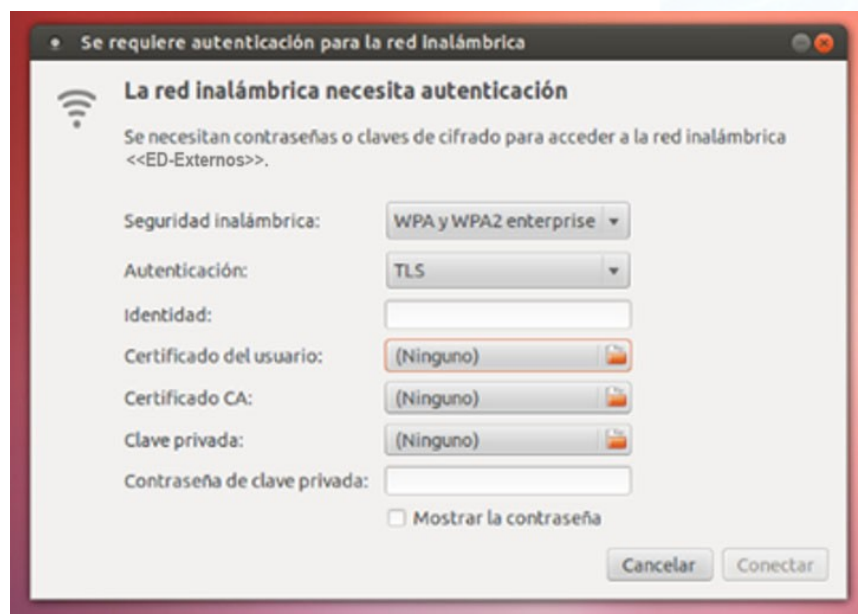 Se requiere autenticación para la red inalámbrica
La red inalámbrica necesita autenticación
Se necesitan contraseñas o claves de cifrado para acceder a la red inalámbrica
<<ED-Externos>>.
Seguridad inalámbrica: WPA y WPA2 enterprise
Autenticación: TLS
Identidad:
Certificado del usuario: (Ninguno)
Certificado CA: (Ninguno)
Clave privada: (Ninguno)
Contraseña de clave privada:
Mostrar la contraseña
Cancelar Conectar